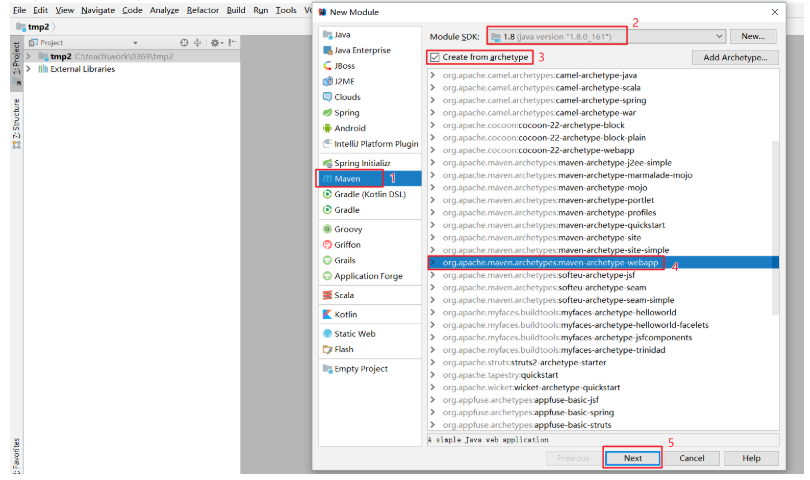 File Edit View Navigate Code Analyze Refactor Build Run Tools
tmp2
Project
tmp2 C:\teach\work\0369\tmp2
External Libraries
1: Project
7: Structure
Favorites
New Module
Java
Java Enterprise
JBoss
J2ME
Clouds
Spring
Android
IntelliJ Platform Plugin
Spring Initializr
Maven 1
Gradle (Kotlin DSL)
Gradle
Groovy
Griffon
Grails
Application Forge
Scala
Kotlin
Static Web
Flash
Empty Project
2
Module SDK: 1.8 (java version "1.8.0_161") New...
Create from archetype 3 Add Archetype...
org.apache.camel.archetypes:camel-archetype-java
org.apache.camel.archetypes:camel-archetype-scala
org.apache.camel.archetypes:camel-archetype-spring
org.apache.camel.archetypes:camel-archetype-war
org.apache.cocoon:cocoon-22-archetype-block
org.apache.cocoon:cocoon-22-archetype-block-plain
org.apache.cocoon:cocoon-22-archetype-webapp
org.apache.maven.archetypes:maven-archetype-j2ee-simple
org.apache.maven.archetypes:maven-archetype-marmalade-mojo
org.apache.maven.archetypes:maven-archetype-mojo
org.apache.maven.archetypes:maven-archetype-portlet
org.apache.maven.archetypes:maven-archetype-profiles
org.apache.maven.archetypes:maven-archetype-quickstart
org.apache.maven.archetypes:maven-archetype-site
org.apache.maven.archetypes:maven-archetype-site-simple
org.apache.maven.archetypes:maven-archetype-webapp 4
org.apache.maven.archetypes:softeu-archetype-jsf
org.apache.maven.archetypes:softeu-archetype-seam
org.apache.maven.archetypes:softeu-archetype-seam-simple
org.apache.myfaces.buildtools:myfaces-archetype-helloworld
org.apache.myfaces.buildtools:myfaces-archetype-helloworld-facelets
org.apache.myfaces.buildtools:myfaces-archetype-jsfcomponents
org.apache.myfaces.buildtools:myfaces-archetype-trinidad
org.apache.struts:struts2-archetype-starter
org.apache.tapestry:quickstart
org.apache.wicket:wicket-archetype-quickstart
org.appfuse.archetypes:appfuse-basic-jsf
org.appfuse.archetypes:appfuse-basic-spring
org.appfuse.archetypes:appfuse-basic-struts
A simple Java web application
5
Previous Next Cancel Help